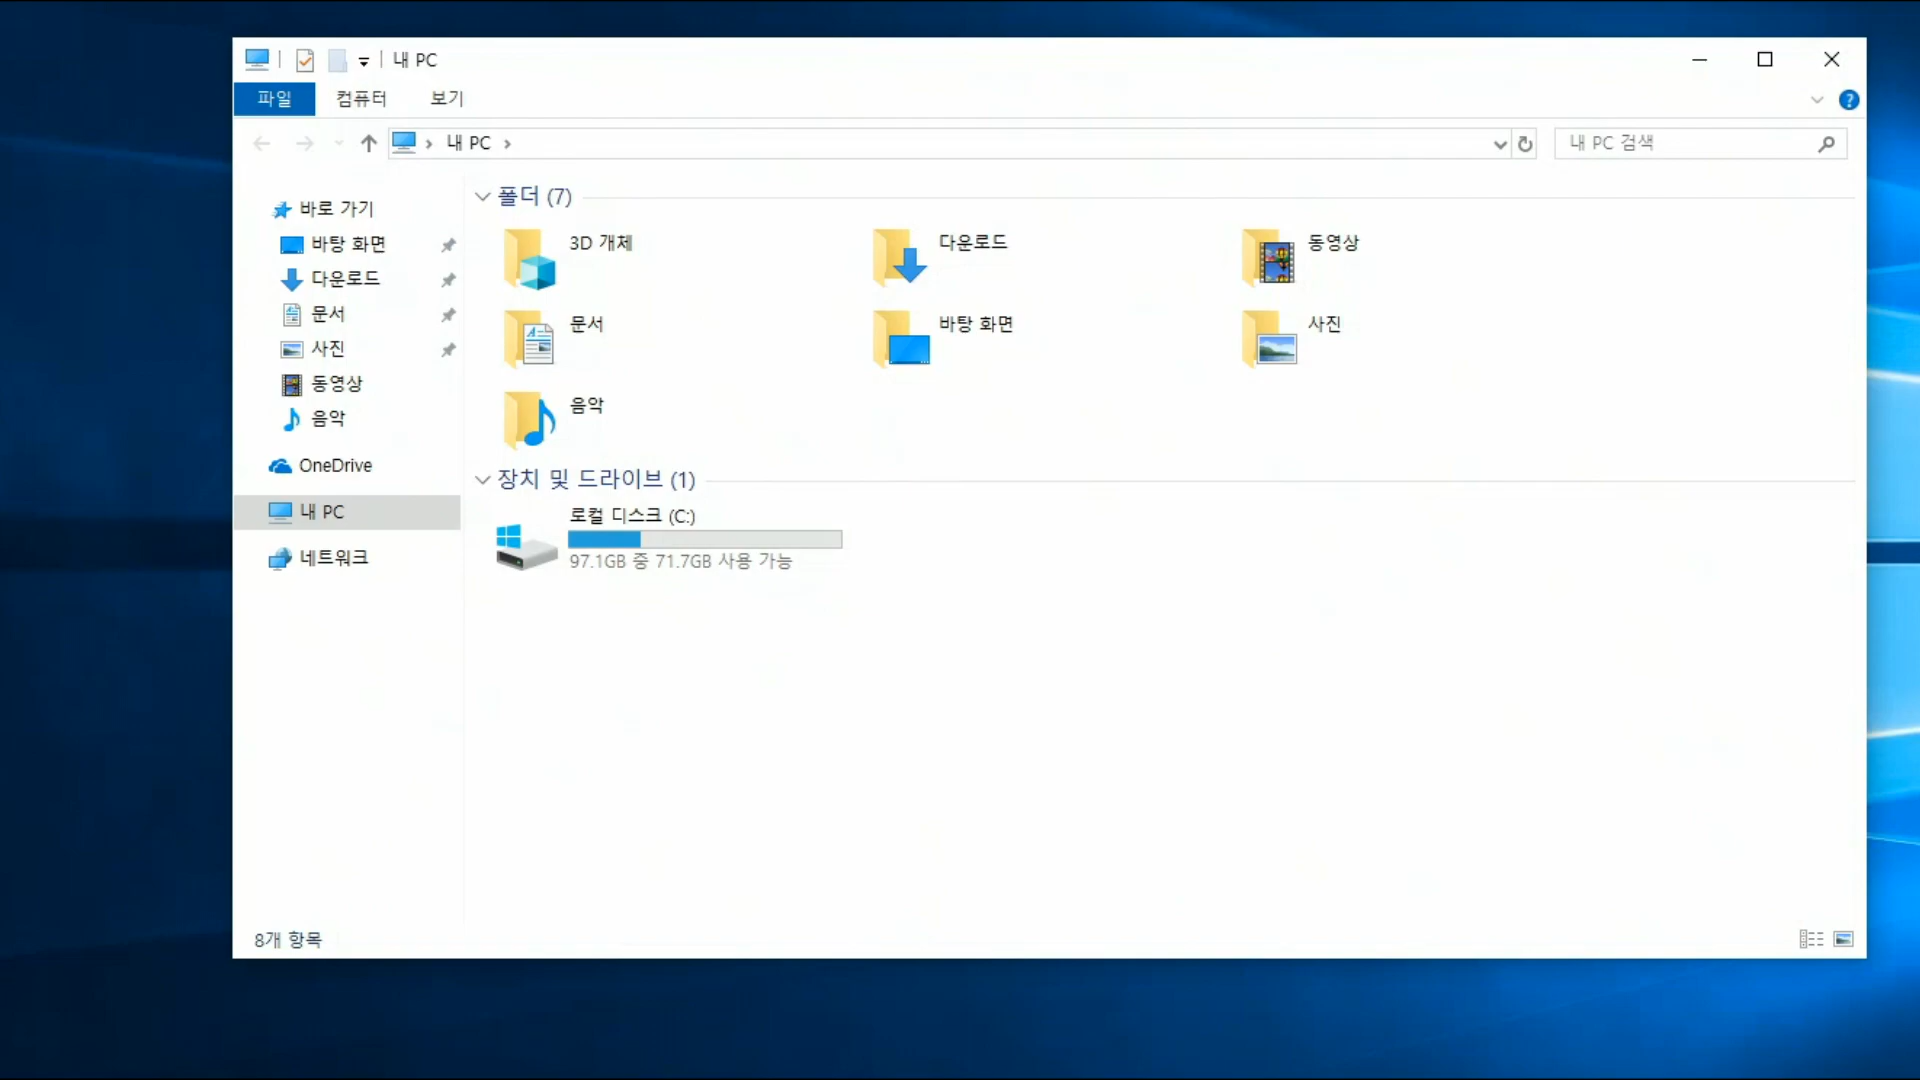 내 PC
파일 컴퓨터 보기
내 PC
내 PC 검색
바로 가기
바탕 화면
다운로드
문서
사진
동영상
음악
OneDrive
내 PC
네트워크
폴더 (7)
3D 개체
다운로드
동영상
문서
바탕 화면
사진
음악
장치 및 드라이브 (1)
로컬 디스크 (C:)
97.1GB 중 71.7GB 사용 가능
8개 항목